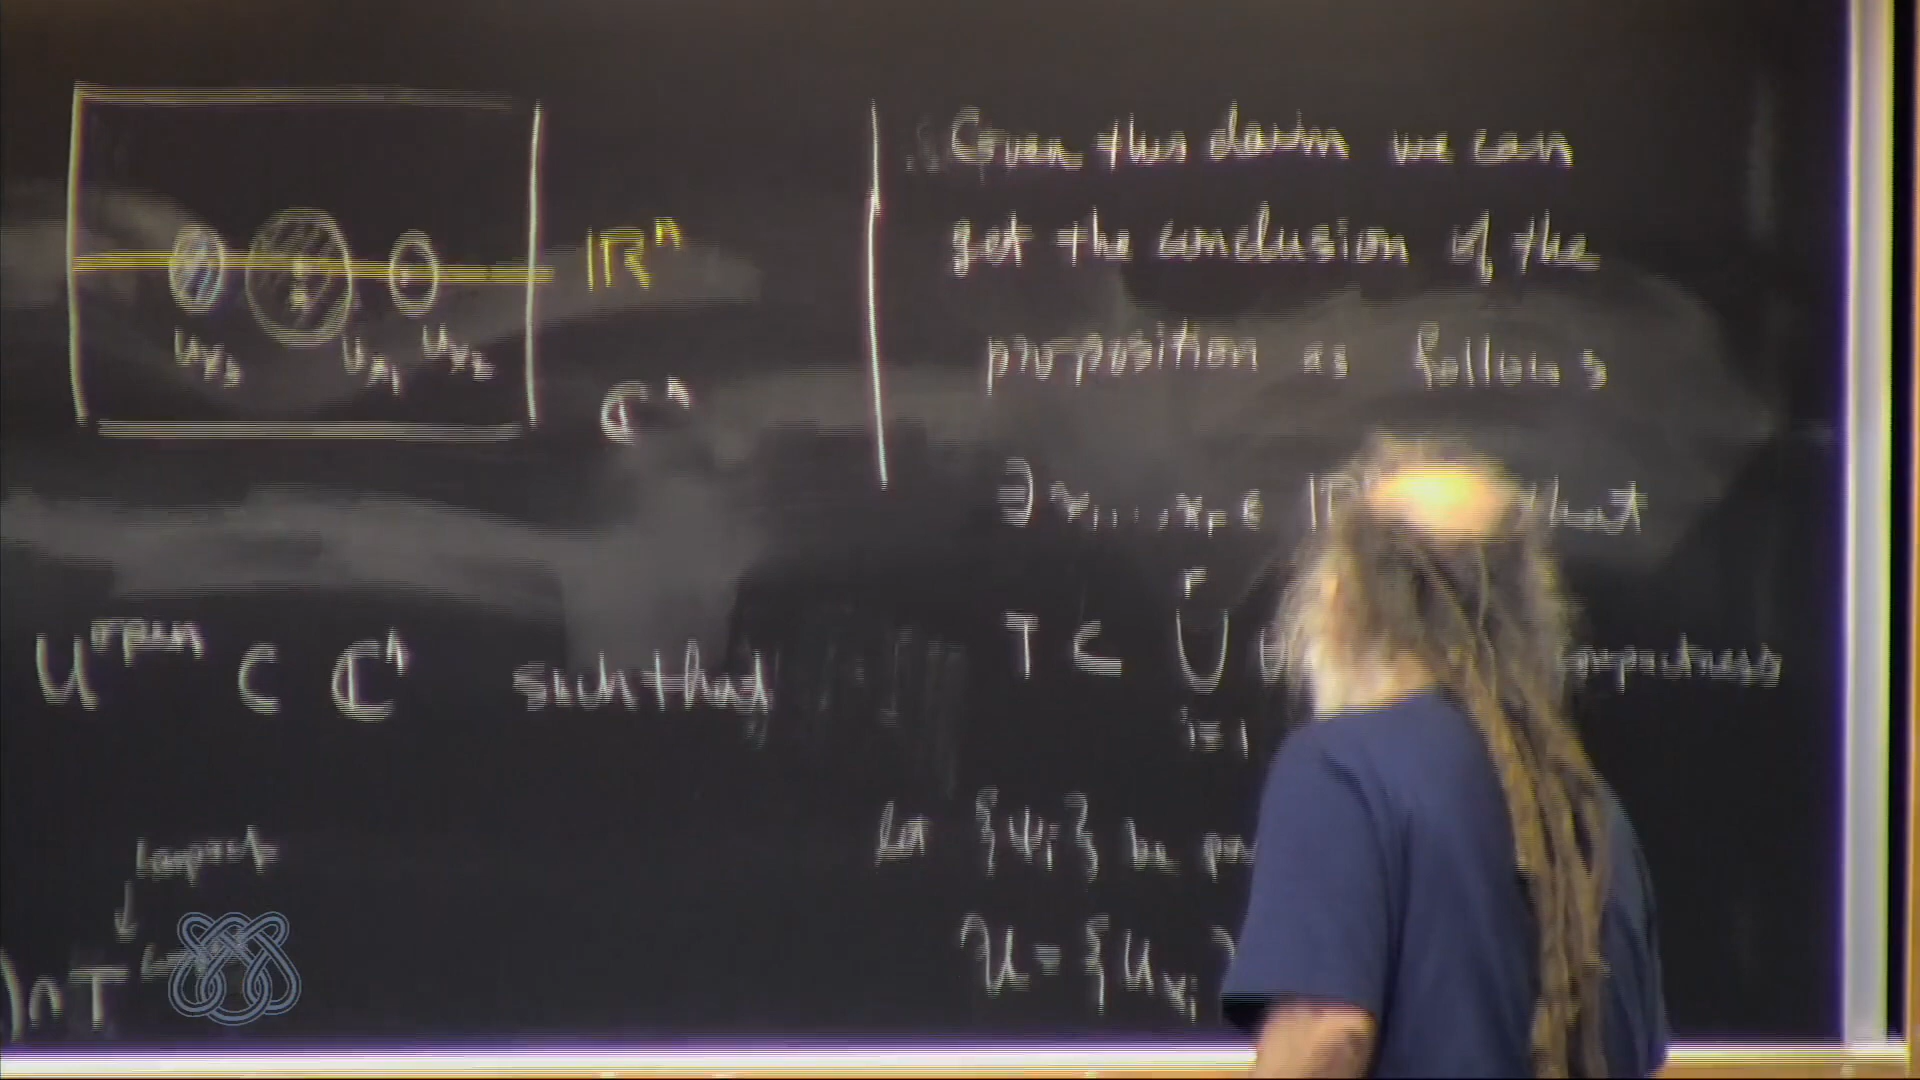 ℝⁿ
U_{x_3} U_{x_1} U_{x_2}
ℂⁿ
U^{open} ⊂ ℂⁿ such that
compact
↓
) ∩ T
Given this claim we can
get the conclusion of the
proposition as follows
∃ x_1, ..., x_r ∈ ℝ that
T ⊂ ⋃_{i=1}^{r} U compactness
let {ψ_i} be
𝒰 = {U_{x_i}